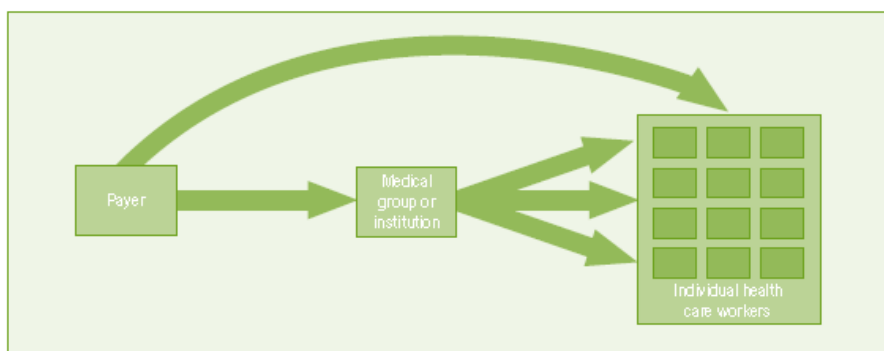 Payer
Medical
group or
institution
Individual health
care workers